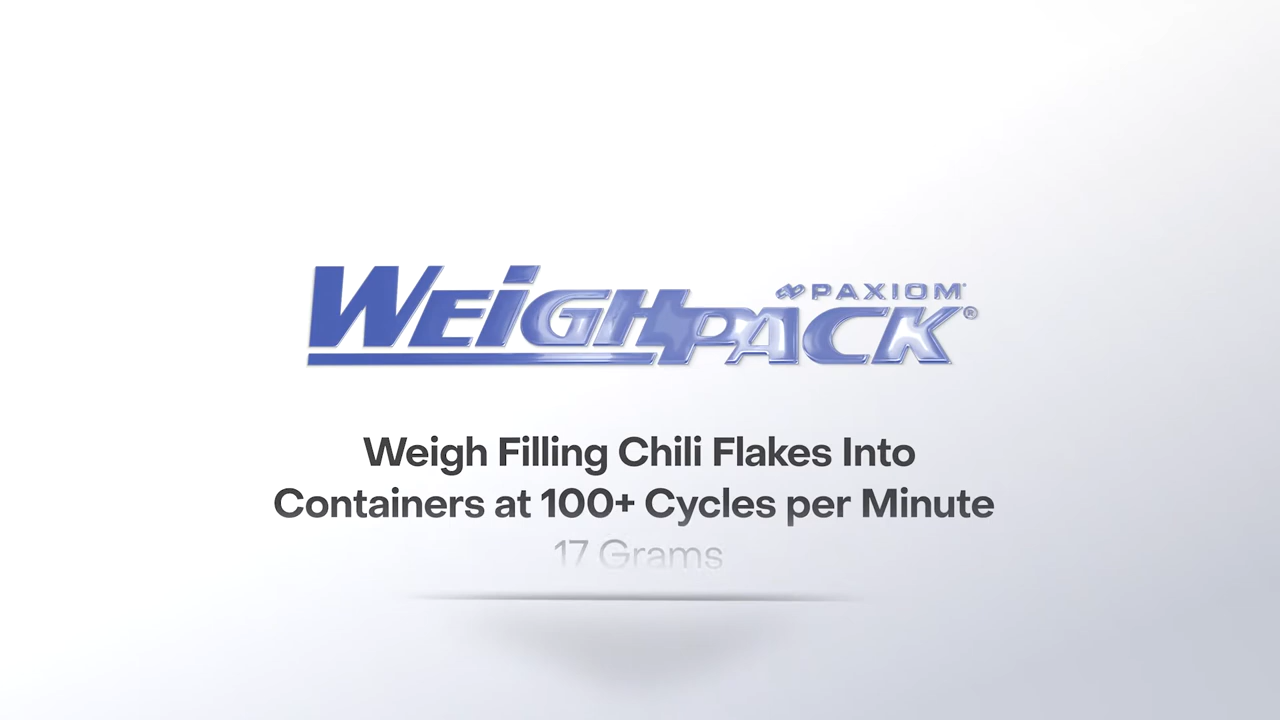 PAXIOM
WEIGHPACK®
Weigh Filling Chili Flakes Into
Containers at 100+ Cycles per Minute
17 Grams